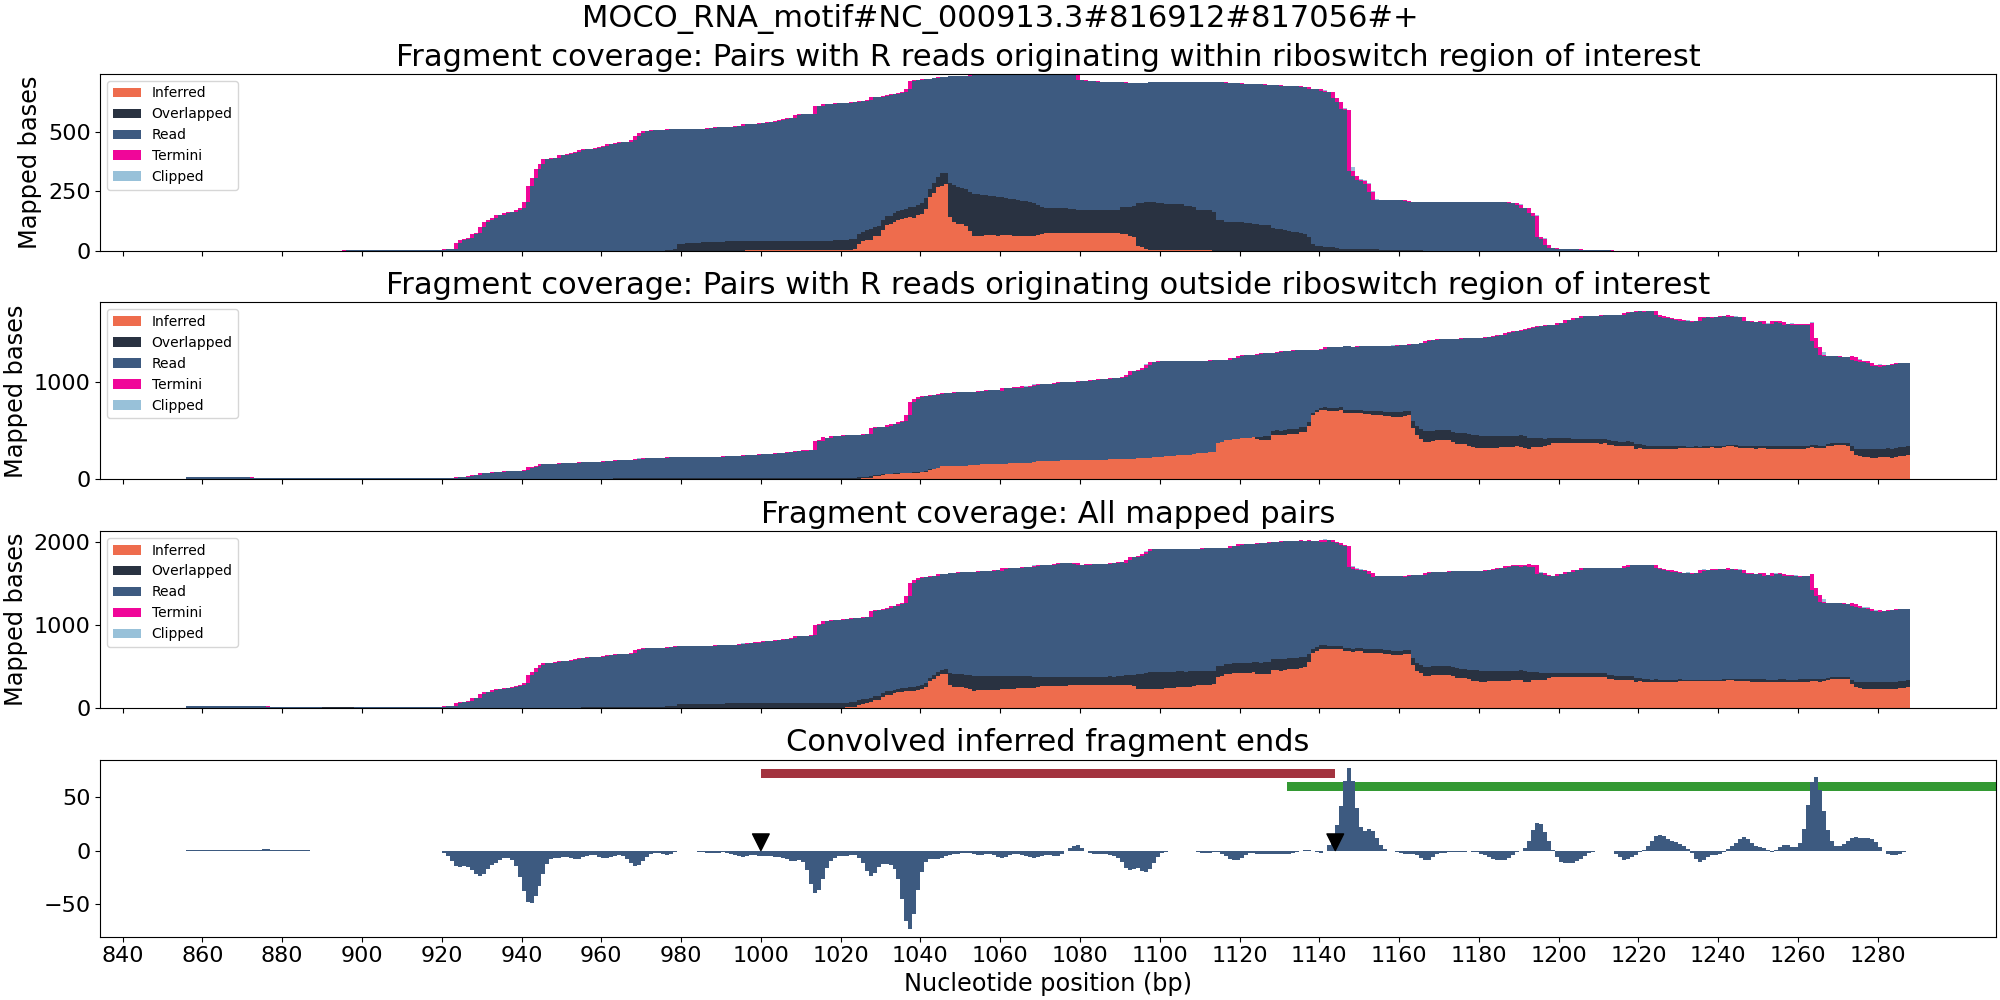 MOCO_RNA_motif#NC_000913.3#816912#817056#+
Fragment coverage: Pairs with R reads originating within riboswitch region of interest
Mapped bases
500
250
0
Inferred
Overlapped
Read
Termini
Clipped
Fragment coverage: Pairs with R reads originating outside riboswitch region of interest
Mapped bases
1000
0
Inferred
Overlapped
Read
Termini
Clipped
Fragment coverage: All mapped pairs
Mapped bases
2000
1000
0
Inferred
Overlapped
Read
Termini
Clipped
Convolved inferred fragment ends
50
0
−50
840 860 880 900 920 940 960 980 1000 1020 1040 1060 1080 1100 1120 1140 1160 1180 1200 1220 1240 1260 1280
Nucleotide position (bp)